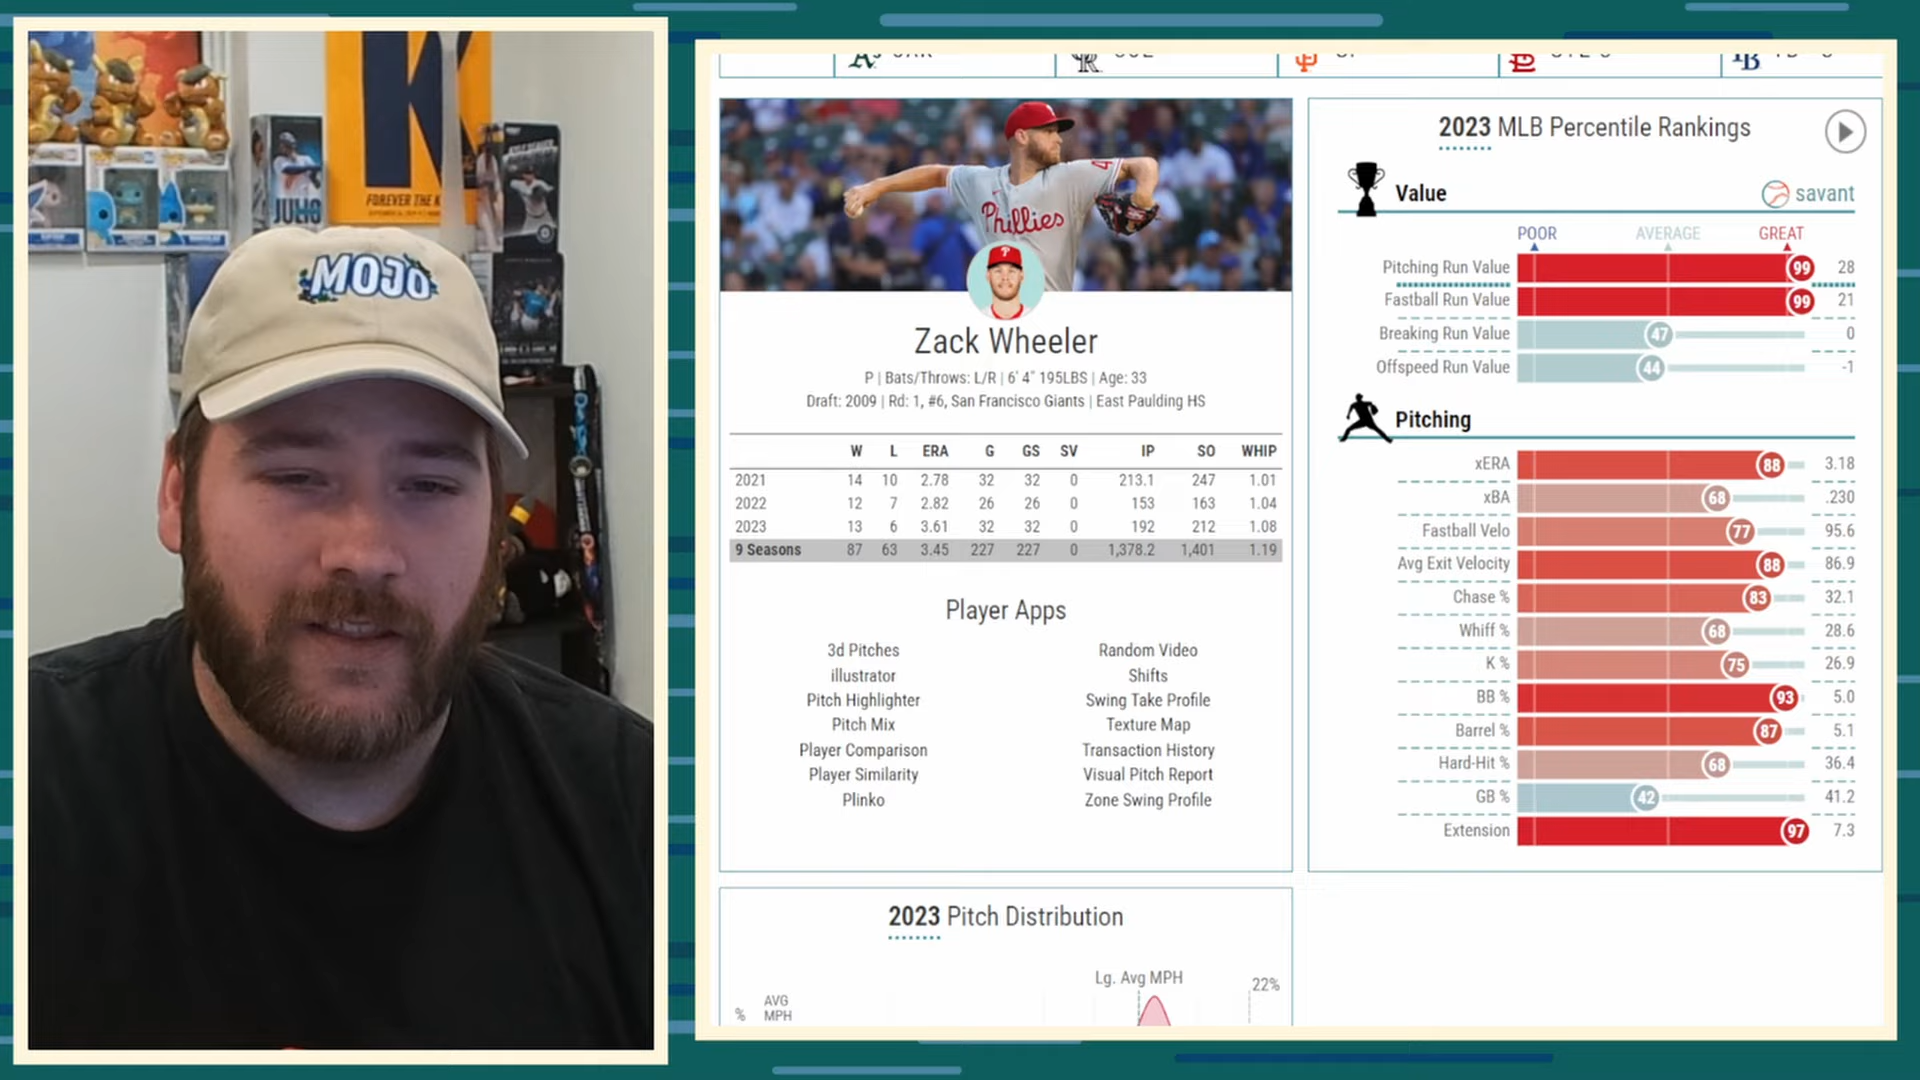 K
FOREVER THE K
JULIO
KYLE SEAGER
MOJO
STL
TB
2023 MLB Percentile Rankings
Value
savant
POOR AVERAGE GREAT
Pitching Run Value 99 28
Fastball Run Value 99 21
Breaking Run Value 47 0
Offspeed Run Value 44 -1
Pitching
xERA 88 3.18
xBA 68 .230
Fastball Velo 77 95.6
Avg Exit Velocity 88 86.9
Chase % 83 32.1
Whiff % 68 28.6
K % 75 26.9
BB % 93 5.0
Barrel % 87 5.1
Hard-Hit % 68 36.4
GB % 42 41.2
Extension 97 7.3
Phillies
4
Zack Wheeler
P | Bats/Throws: L/R | 6' 4" 195LBS | Age: 33
Draft: 2009 | Rd: 1, #6, San Francisco Giants | East Paulding HS
W L ERA G GS SV IP SO WHIP
2021 14 10 2.78 32 32 0 213.1 247 1.01
2022 12 7 2.82 26 26 0 153 163 1.04
2023 13 6 3.61 32 32 0 192 212 1.08
9 Seasons 87 63 3.45 227 227 0 1,378.2 1,401 1.19
Player Apps
3d Pitches Random Video
illustrator Shifts
Pitch Highlighter Swing Take Profile
Pitch Mix Texture Map
Player Comparison Transaction History
Player Similarity Visual Pitch Report
Plinko Zone Swing Profile
2023 Pitch Distribution
Lg. Avg MPH
22%
% AVG
MPH